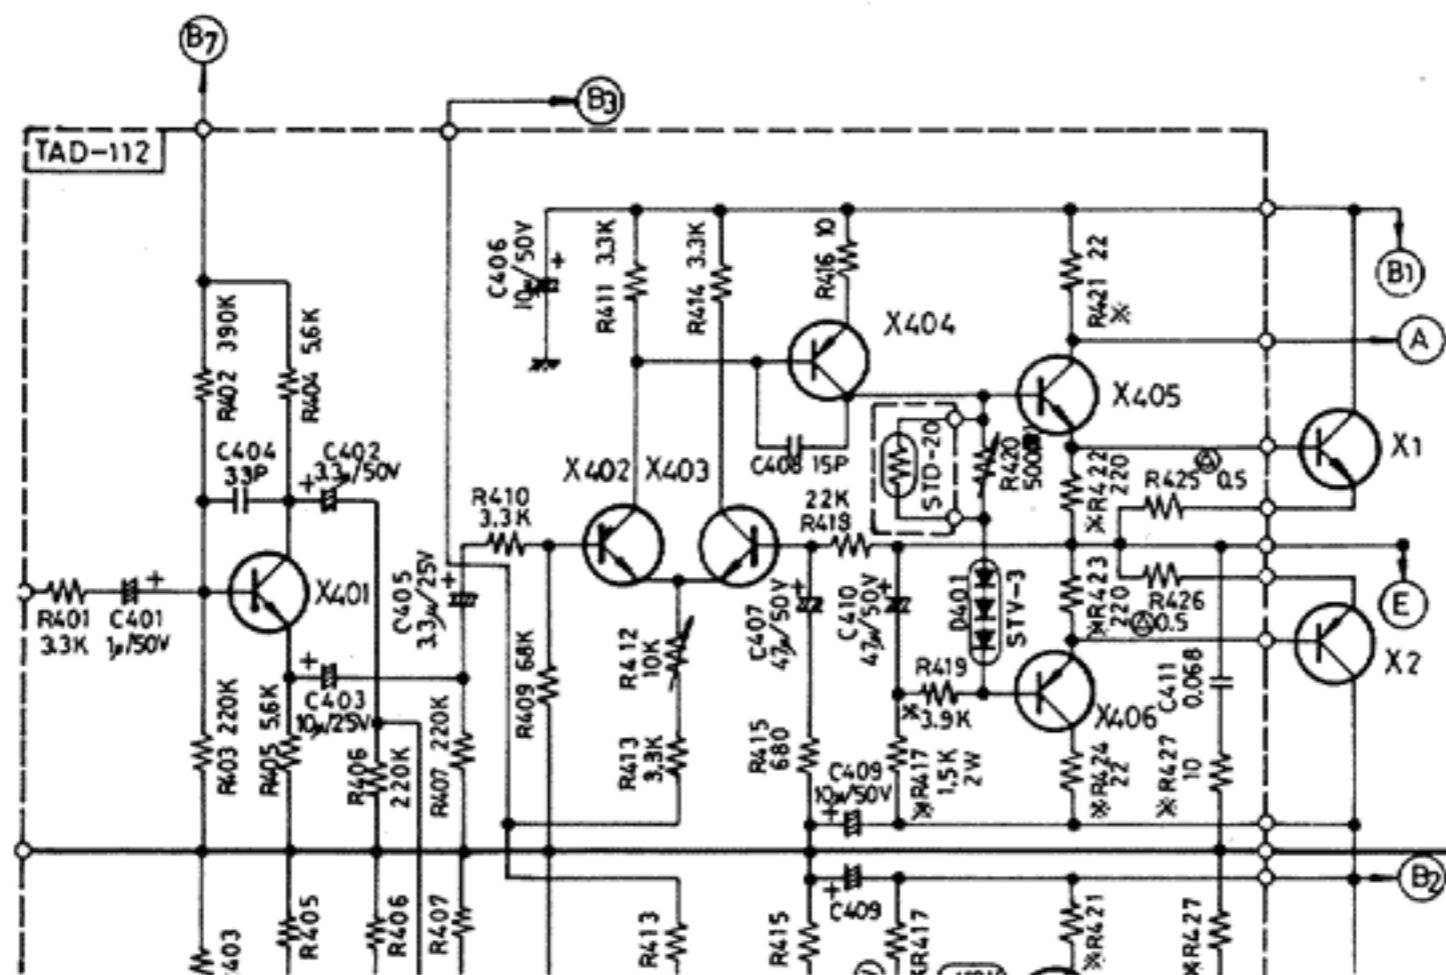 B7
B3
TAD-112
C406
10μ/50V
+
R411 3.3K
R414 3.3K
R416 10
X404
R421 22
※
B1
A
R402 390K
R404 5.6K
X405
C404
33P
C402
3.3μ/50V
+
X402
X403
C408 15P
STD-20
R420
※R422
220
R425
0.5
X1
R410
3.3K
22K
R418
R401
3.3K
C401
1μ/50V
+
X401
C405
3.3μ/25V
+
C407
47μ/50V
+
C410
47μ/50V
+
D401
STV-3
※R423
220
R426
0.5
E
C403
10μ/25V
+
R409 68K
R412
10K
R419
※
3.9K
X406
C411
0.068
X2
R403 220K
R405 5.6K
R406
220K
R407 220K
R413
3.3K
R415
680
C409
10μ/50V
+
※R417
1.5K
2W
※R424
22
※R427
10
B2
+
C409
403
R405
R406
R407
R413
R415
※R417
※R421
※R427